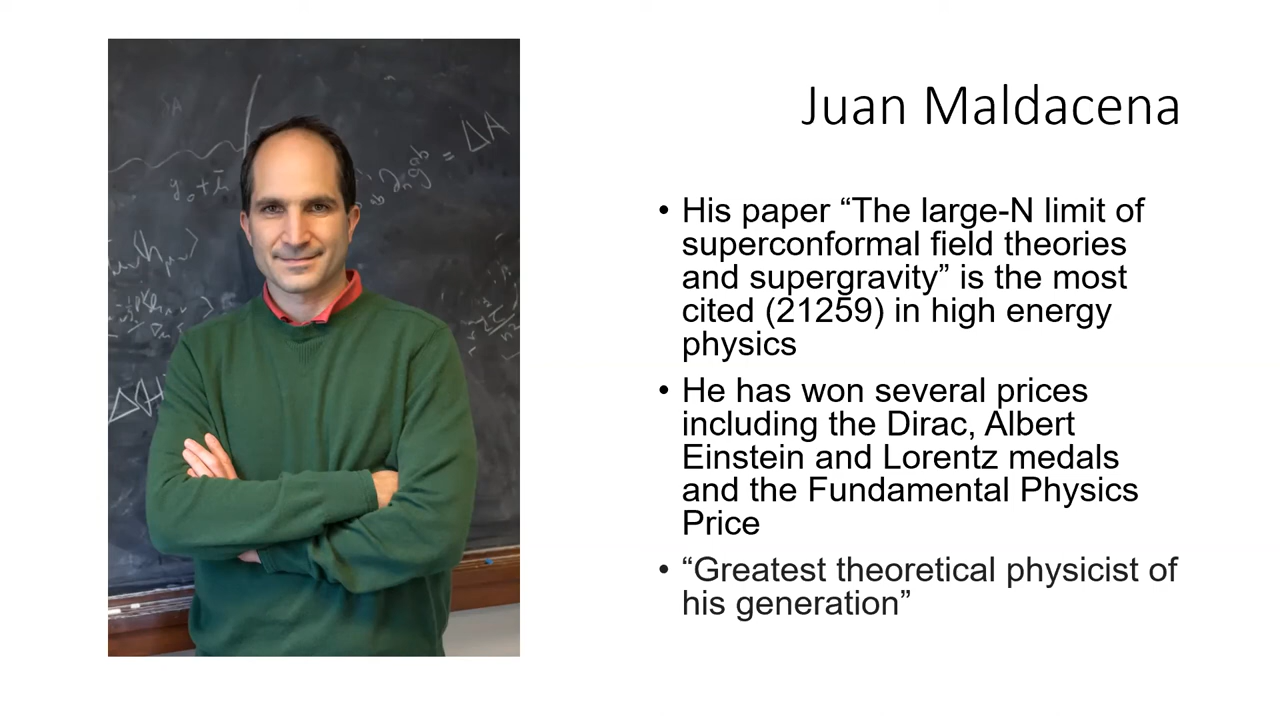 Juan Maldacena
• His paper “The large-N limit of
superconformal field theories
and supergravity” is the most
cited (21259) in high energy
physics
• He has won several prices
including the Dirac, Albert
Einstein and Lorentz medals
and the Fundamental Physics
Price
• “Greatest theoretical physicist of
his generation”